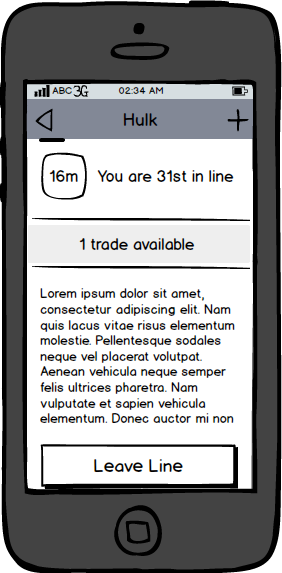 ABC 3G 02:34 AM
Hulk
16m You are 31st in line
1 trade available
Lorem ipsum dolor sit amet,
consectetur adipiscing elit. Nam
quis lacus vitae risus elementum
molestie. Pellentesque sodales
neque vel placerat volutpat.
Aenean vehicula neque semper
felis ultrices pharetra. Nam
vulputate et sapien vehicula
elementum. Donec auctor mi non
Leave Line